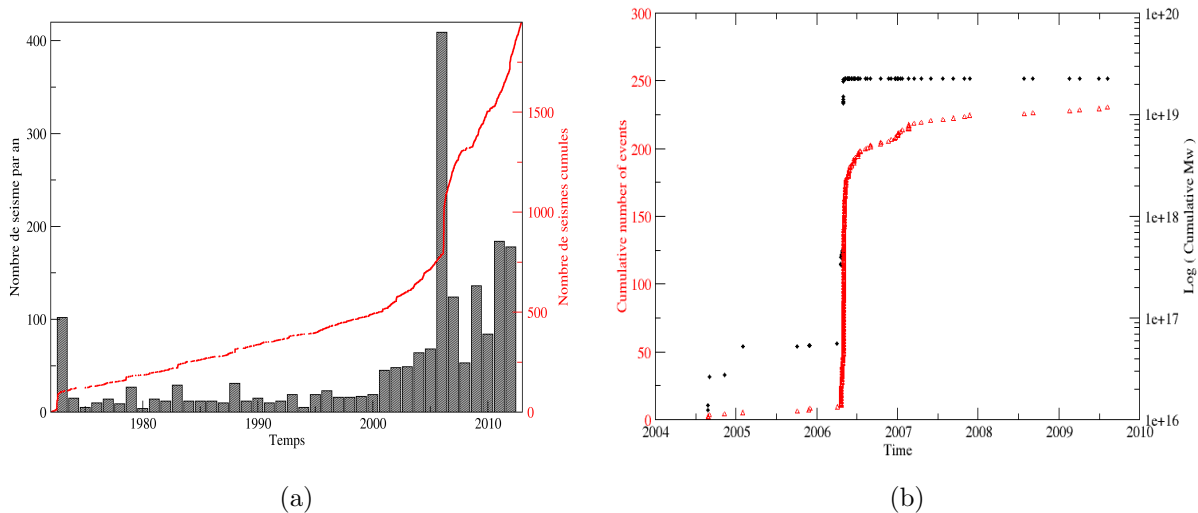 400
300
200
100
0
Nombre de seisme par an
1980
1990
2000
2010
Temps
1500
1000
500
0
Nombre de seismes cumules
(a)
300
250
200
150
100
50
0
Cumulative number of events
2004
2005
2006
2007
2008
2009
2010
Time
1e+20
1e+19
1e+18
1e+17
1e+16
Log ( Cumulative Mw )
(b)